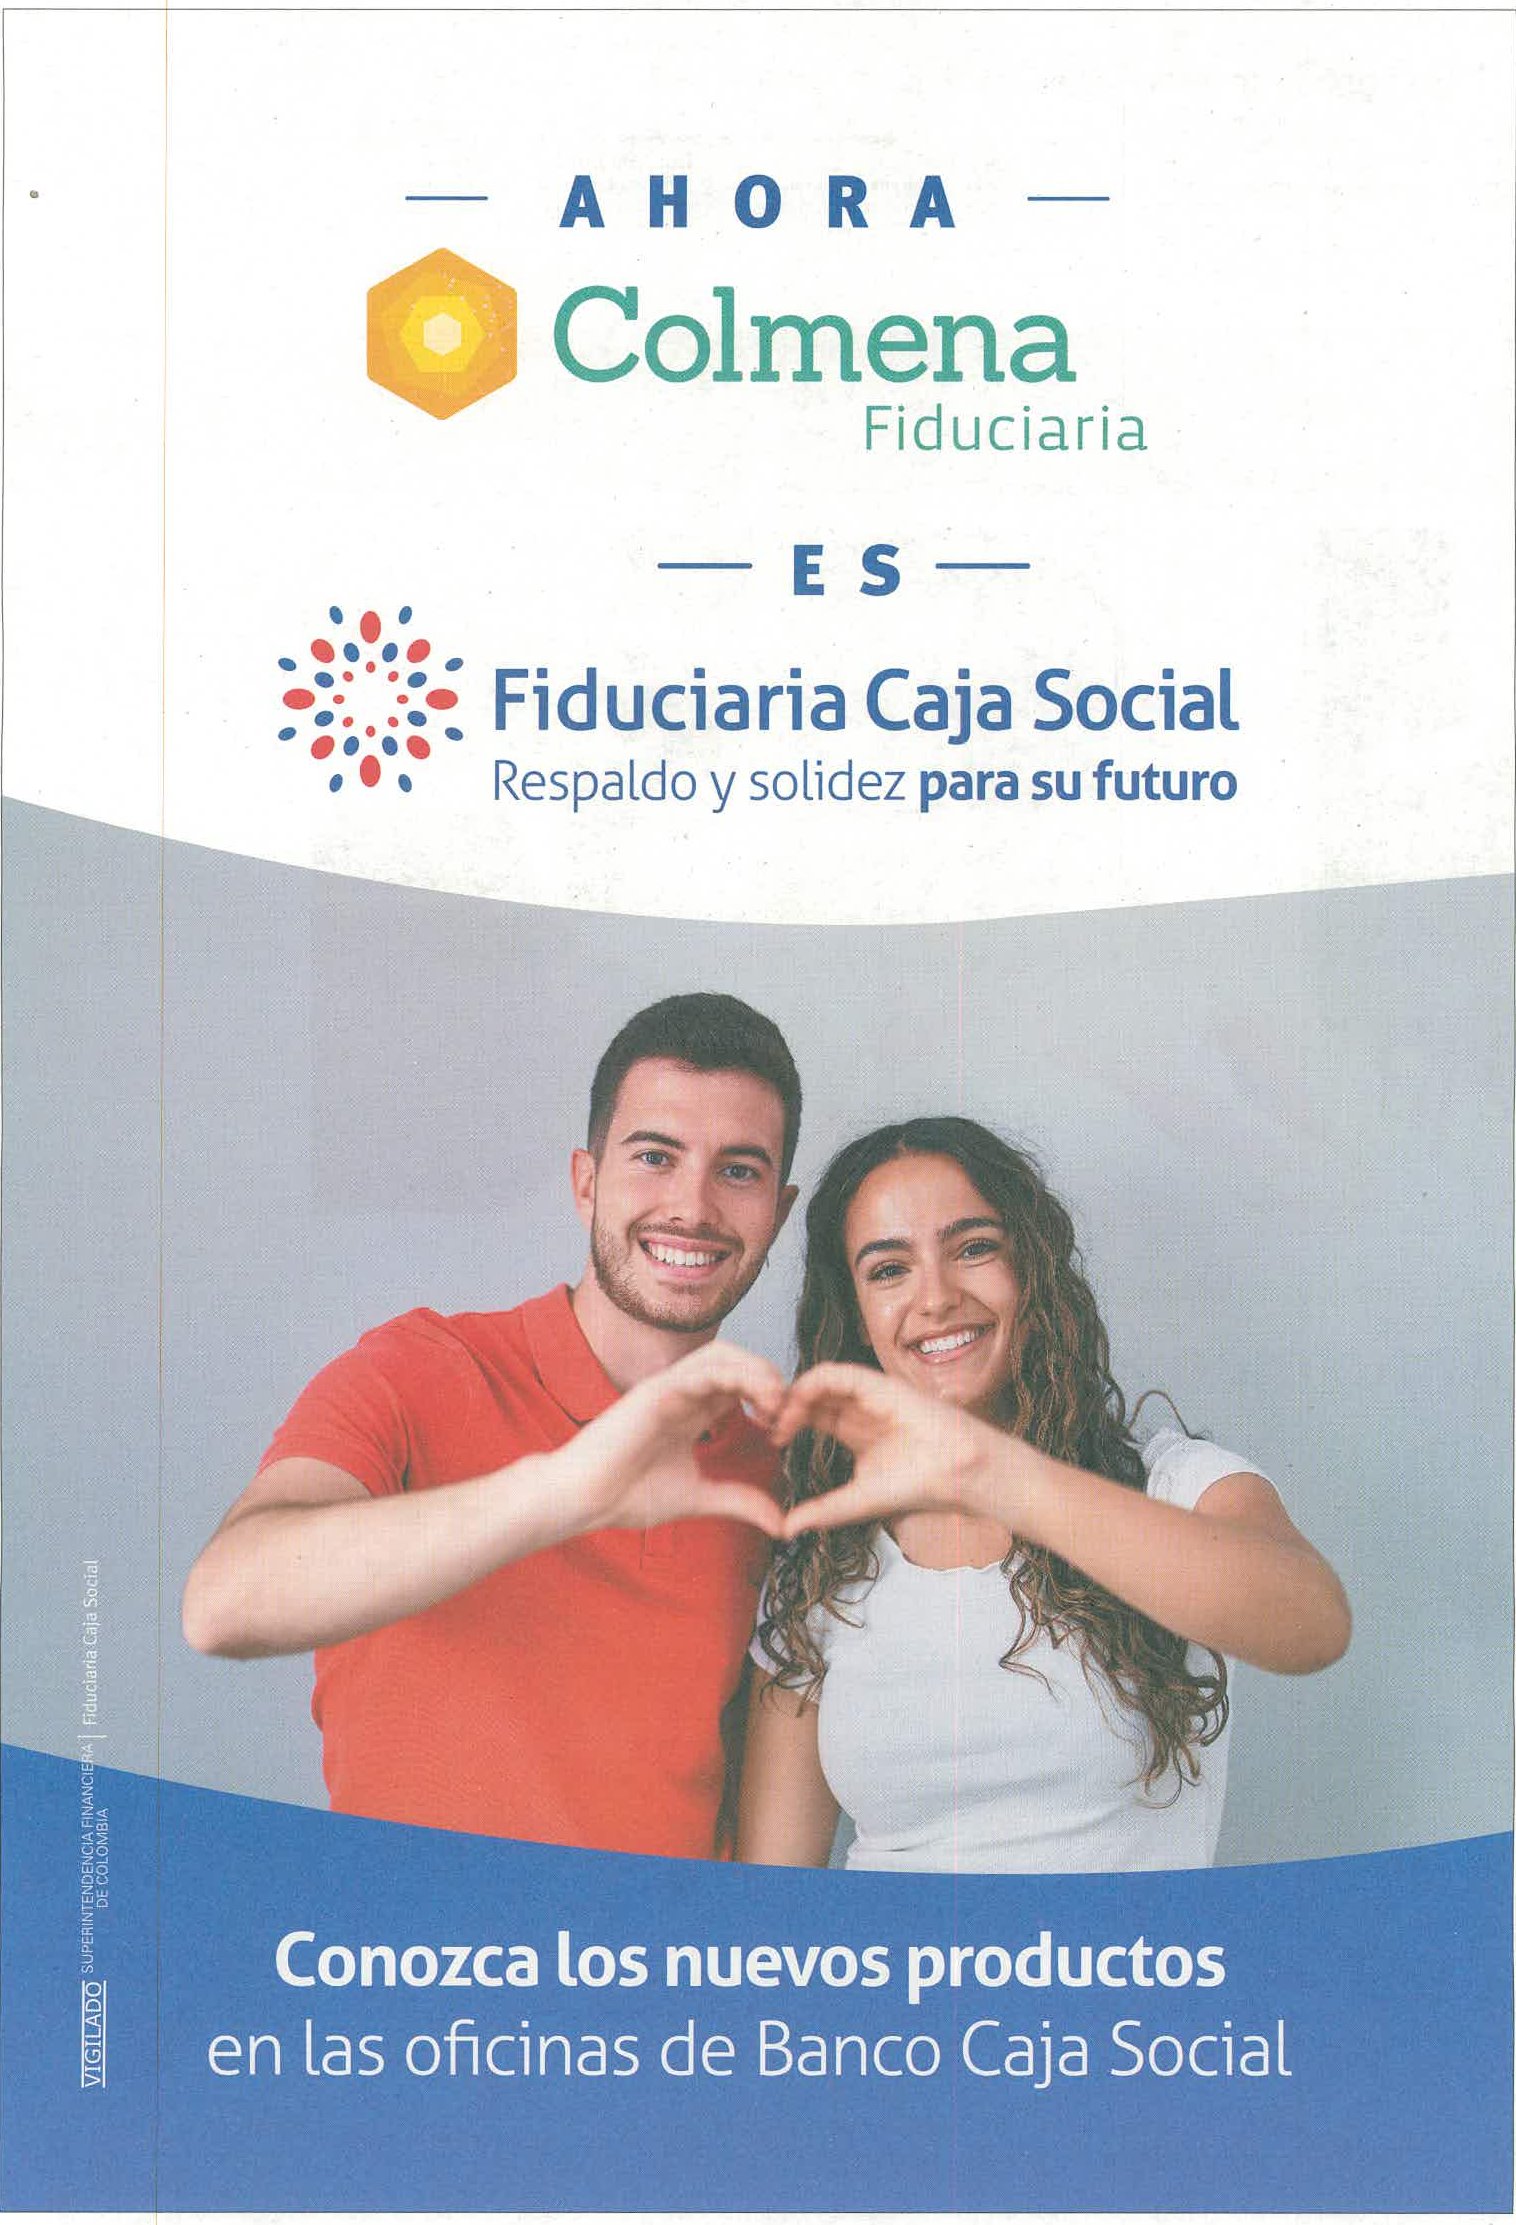 — AHORA —
Colmena
Fiduciaria
— ES —
Fiduciaria Caja Social
Respaldo y solidez para su futuro
VIGILADO SUPERINTENDENCIA FINANCIERA DE COLOMBIA | Fiduciaria Caja Social
Conozca los nuevos productos
en las oficinas de Banco Caja Social